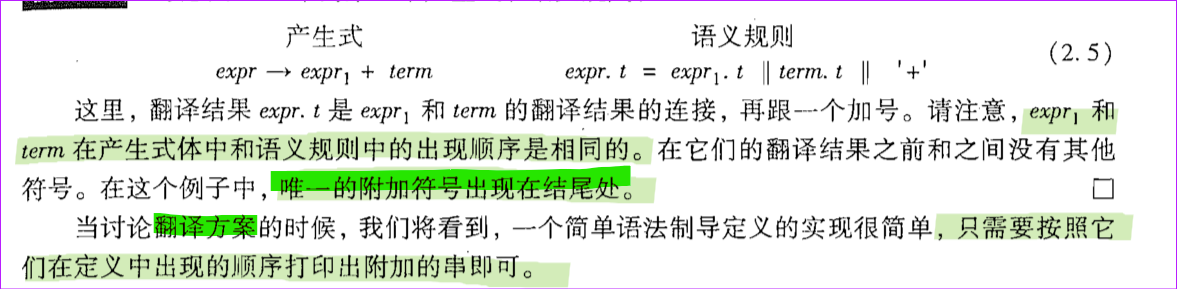 产生式 语义规则
expr → expr₁ + term expr. t = expr₁. t ‖ term. t ‖ '+' (2.5)
这里，翻译结果 expr. t 是 expr₁ 和 term 的翻译结果的连接，再跟一个加号。请注意，expr₁ 和
term 在产生式体中和语义规则中的出现顺序是相同的。在它们的翻译结果之前和之间没有其他
符号。在这个例子中，唯一的附加符号出现在结尾处。 □
当讨论翻译方案的时候，我们将看到，一个简单语法制导定义的实现很简单，只需要按照它
们在定义中出现的顺序打印出附加的串即可。